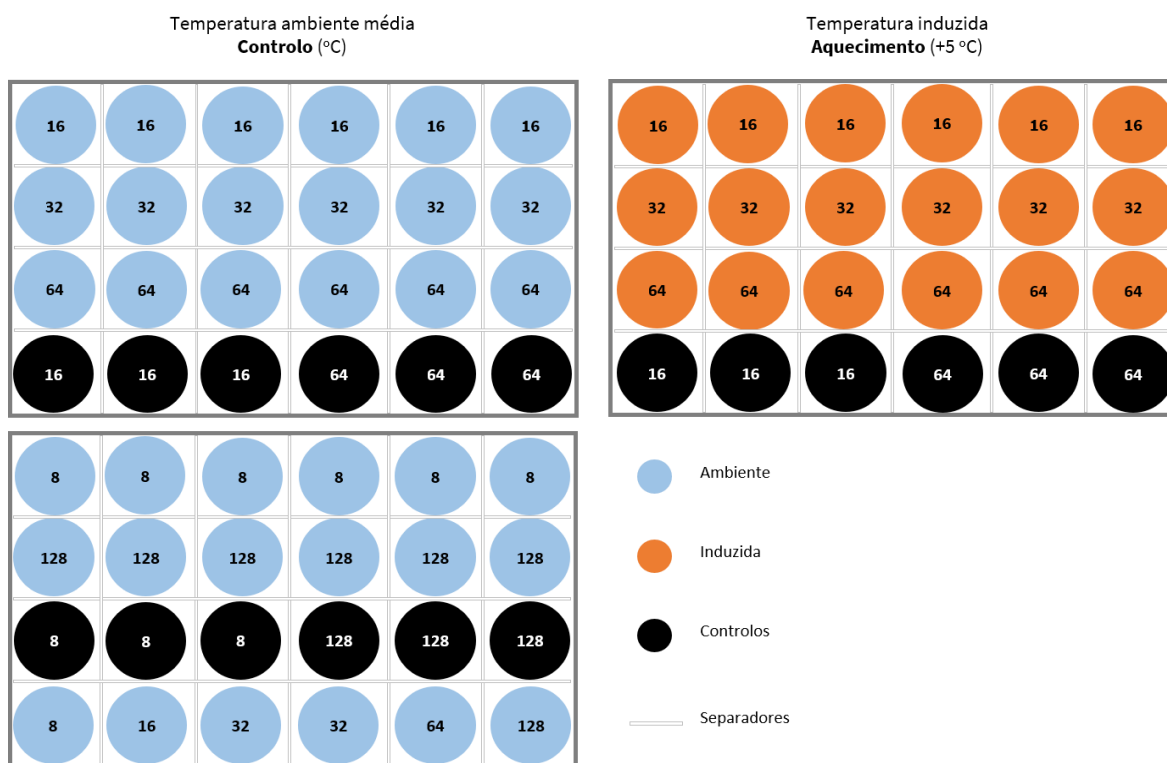 Temperatura ambiente média
Controlo (ºC)
Temperatura induzida
Aquecimento (+5 ºC)
16 16 16 16 16 16
32 32 32 32 32 32
64 64 64 64 64 64
16 16 16 64 64 64
16 16 16 16 16 16
32 32 32 32 32 32
64 64 64 64 64 64
16 16 16 64 64 64
8 8 8 8 8 8
128 128 128 128 128 128
8 8 8 128 128 128
8 16 32 32 64 128
Ambiente
Induzida
Controlos
Separadores